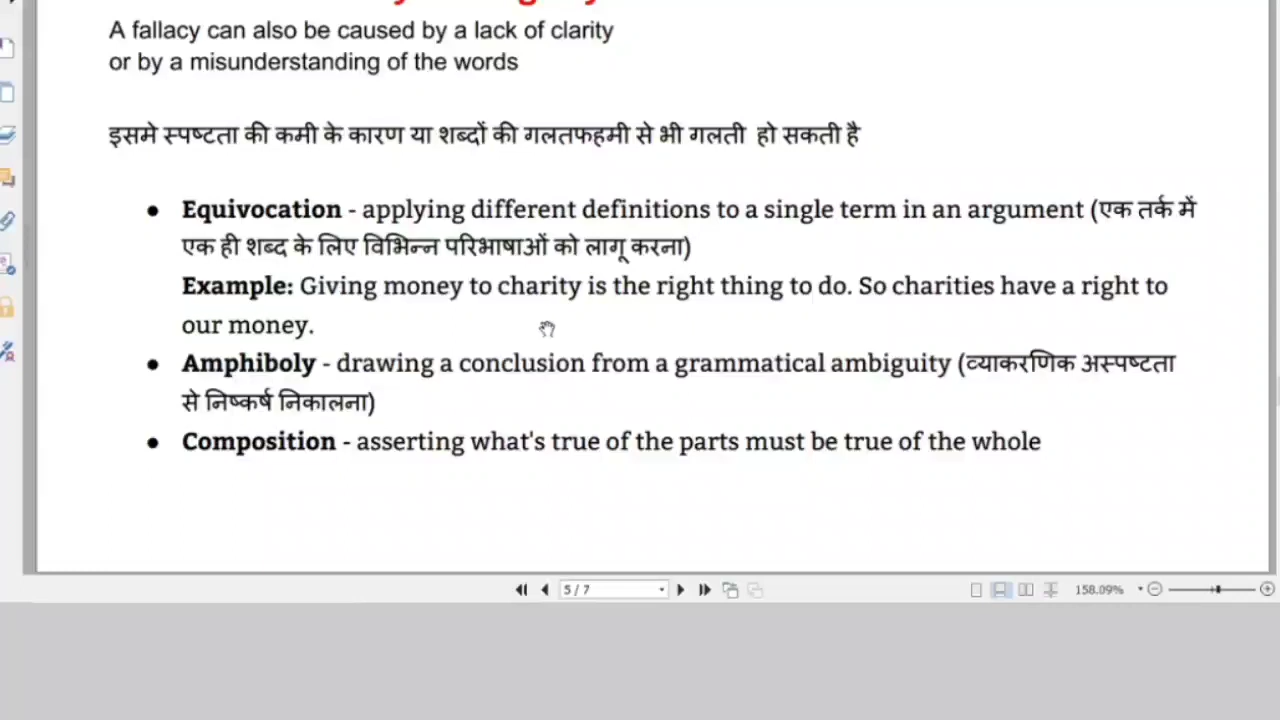 A fallacy can also be caused by a lack of clarity
or by a misunderstanding of the words
इसमे स्पष्टता की कमी के कारण या शब्दों की गलतफहमी से भी गलती हो सकती है
• Equivocation - applying different definitions to a single term in an argument (एक तर्क में
एक ही शब्द के लिए विभिन्न परिभाषाओं को लागू करना)
Example: Giving money to charity is the right thing to do. So charities have a right to
our money.
• Amphiboly - drawing a conclusion from a grammatical ambiguity (व्याकरणिक अस्पष्टता
से निष्कर्ष निकालना)
• Composition - asserting what's true of the parts must be true of the whole
5 / 7
158.09%